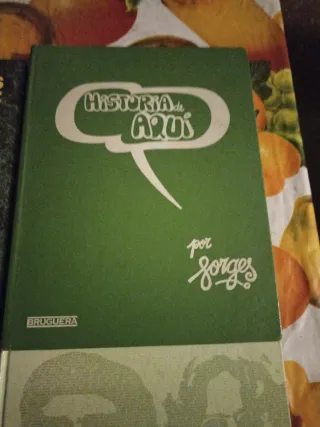 HISTORIA de
AQUÍ
por
forges
BRUGUERA